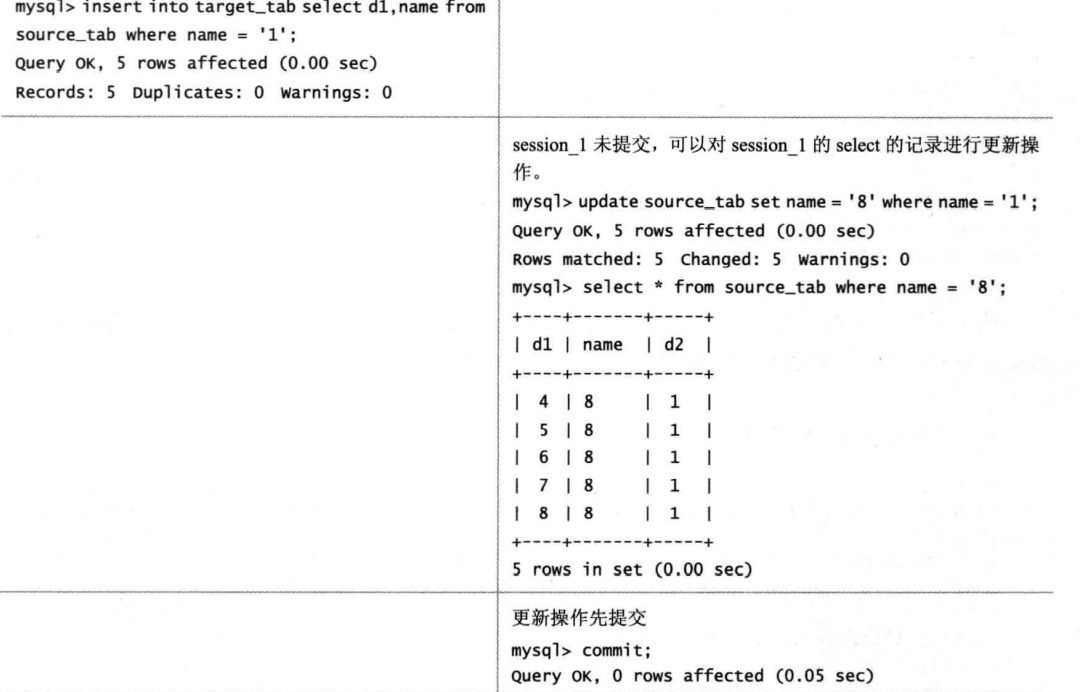 mysql> insert into target_tab select d1,name from
source_tab where name = '1';
Query OK, 5 rows affected (0.00 sec)
Records: 5 Duplicates: 0 Warnings: 0
session_1 未提交，可以对 session_1 的 select 的记录进行更新操
作。
mysql> update source_tab set name = '8' where name = '1';
Query OK, 5 rows affected (0.00 sec)
Rows matched: 5 Changed: 5 Warnings: 0
mysql> select * from source_tab where name = '8';
+----+-------+-----+
| d1 | name  | d2  |
+----+-------+-----+
|  4 | 8     |  1  |
|  5 | 8     |  1  |
|  6 | 8     |  1  |
|  7 | 8     |  1  |
|  8 | 8     |  1  |
+----+-------+-----+
5 rows in set (0.00 sec)
更新操作先提交
mysql> commit;
Query OK, 0 rows affected (0.05 sec)